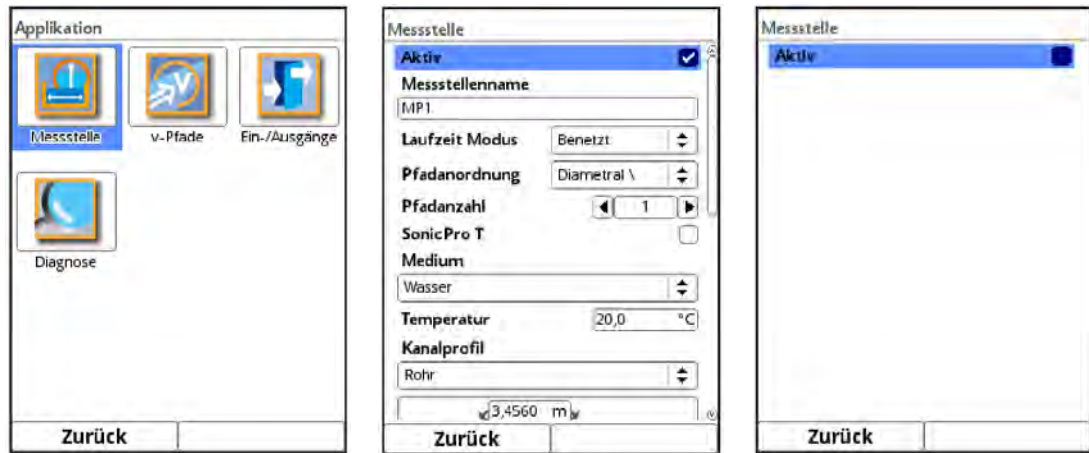 Applikation
Messstelle
v-Pfade
Ein-/Ausgänge
Diagnose
Zurück
Messstelle
Aktiv
Messstellenname
MP1
Laufzeit Modus
Benetzt
Pfadanordnung
Diametral \
Pfadanzahl
1
SonicPro T
Medium
Wasser
Temperatur
20,0 °C
Kanalprofil
Rohr
3,4560 m
Zurück
Messstelle
Aktiv
Zurück